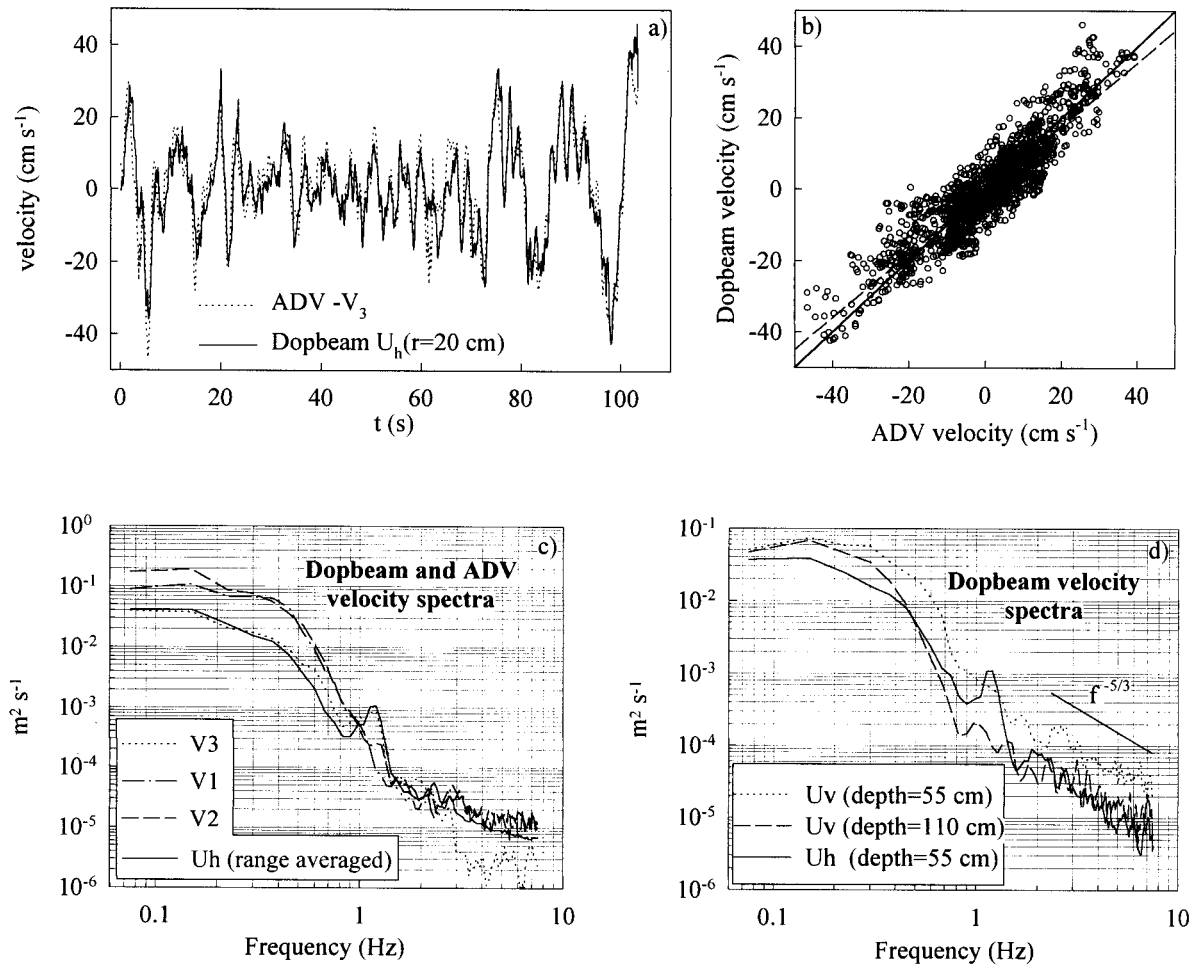 a)
velocity (cm s⁻¹)
40
20
0
-20
-40
ADV -V₃
Dopbeam Uₕ(r=20 cm)
0 20 40 60 80 100
t (s)
b)
Dopbeam velocity (cm s⁻¹)
40
20
0
-20
-40
-40 -20 0 20 40
ADV velocity (cm s⁻¹)
c)
Dopbeam and ADV
velocity spectra
m² s⁻¹
10⁰
10⁻¹
10⁻²
10⁻³
10⁻⁴
10⁻⁵
10⁻⁶
V3
V1
V2
Uh (range averaged)
0.1 1 10
Frequency (Hz)
d)
Dopbeam velocity
spectra
m² s⁻¹
10⁻¹
10⁻²
10⁻³
10⁻⁴
10⁻⁵
10⁻⁶
f⁻⁵/³
Uv (depth=55 cm)
Uv (depth=110 cm)
Uh (depth=55 cm)
0.1 1 10
Frequency (Hz)